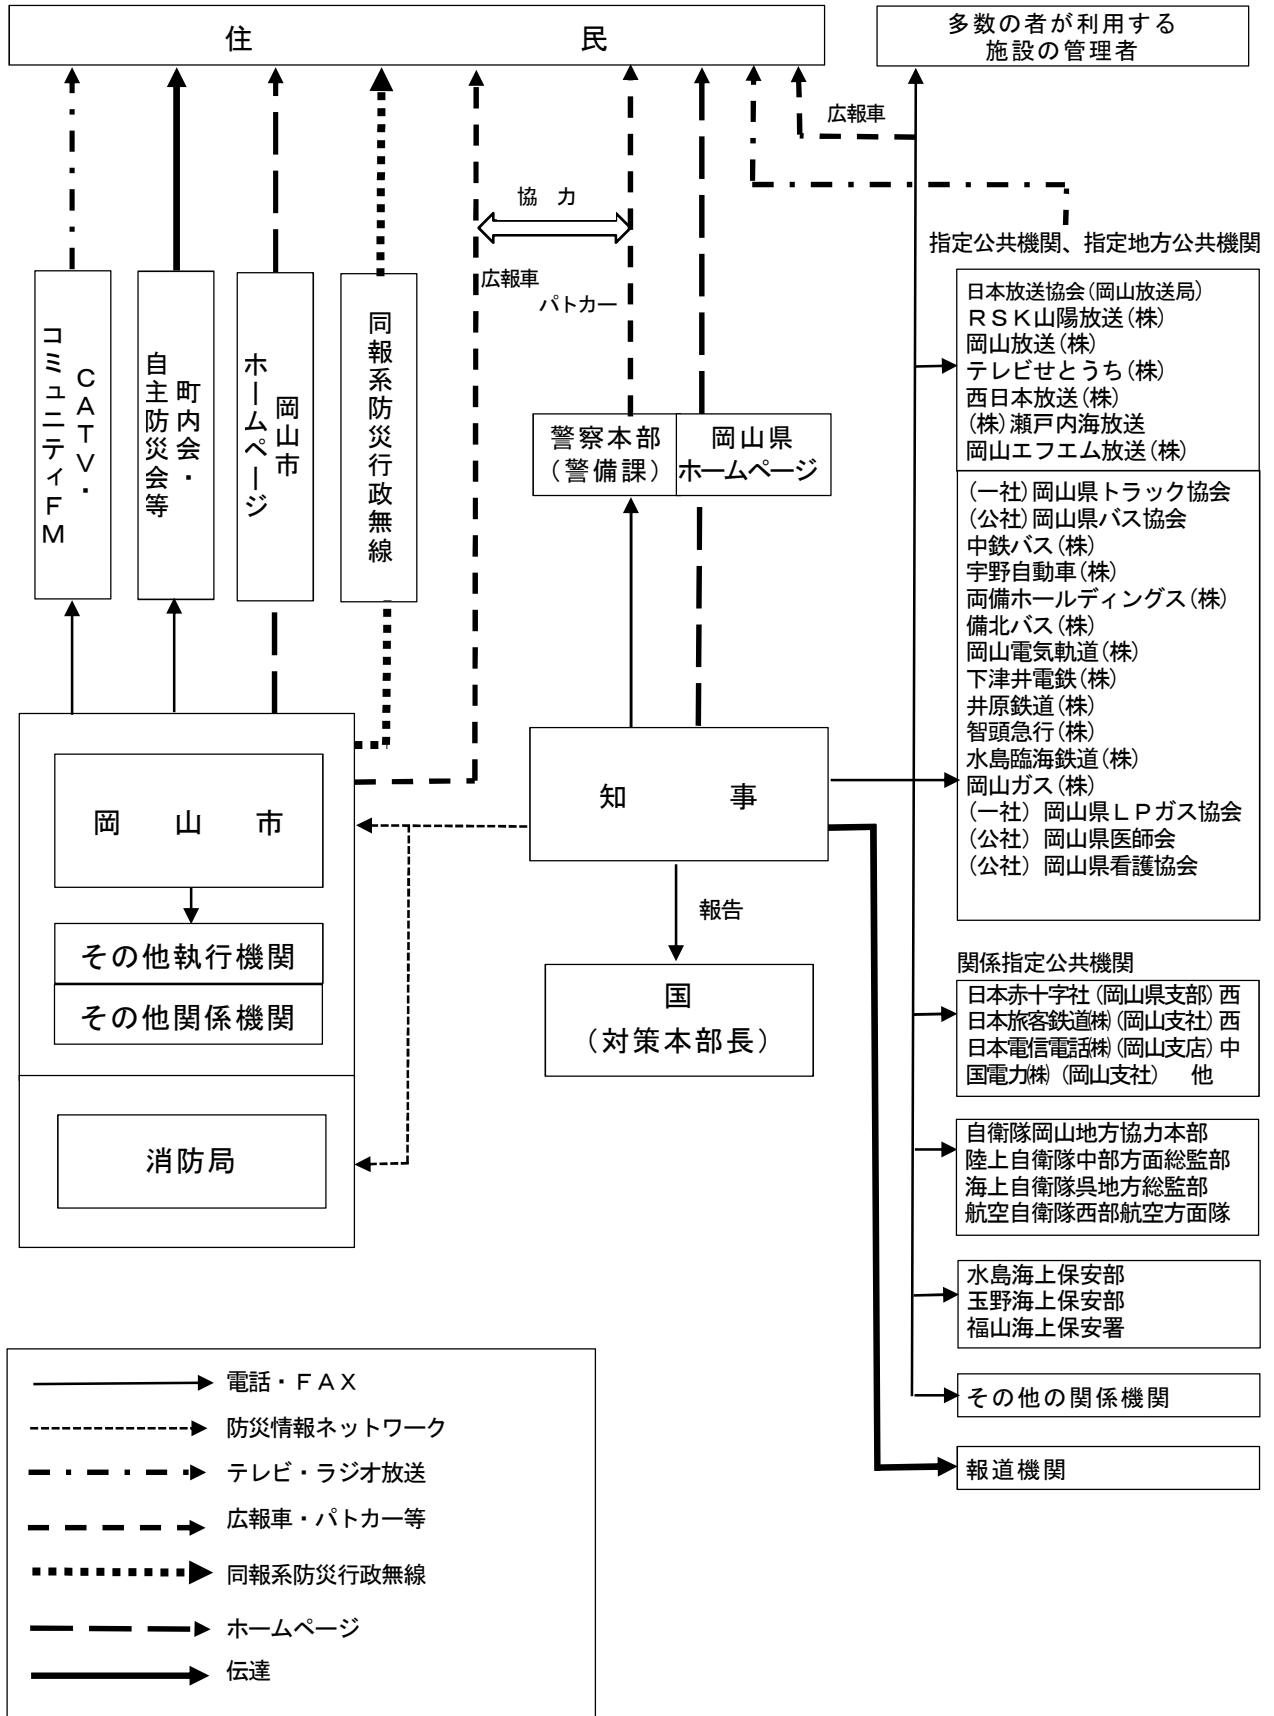 住　民
多数の者が利用する
施設の管理者
広報車
協　力
指定公共機関、指定地方公共機関
広報車
パトカー
CATV・
コミュニティFM
町内会・
自主防災会等
岡山市
ホームページ
同報系防災行政無線
警察本部
（警備課）
岡山県
ホームページ
日本放送協会(岡山放送局)
ＲＳＫ山陽放送(株)
岡山放送(株)
テレビせとうち(株)
西日本放送(株)
(株)瀬戸内海放送
岡山エフエム放送(株)
(一社)岡山県トラック協会
(公社)岡山県バス協会
中鉄バス(株)
宇野自動車(株)
両備ホールディングス(株)
備北バス(株)
岡山電気軌道(株)
下津井電鉄(株)
井原鉄道(株)
智頭急行(株)
水島臨海鉄道(株)
岡山ガス(株)
(一社）岡山県ＬＰガス協会
(公社）岡山県医師会
(公社）岡山県看護協会
岡　山　市
知　事
その他執行機関
その他関係機関
報告
国
（対策本部長）
消防局
関係指定公共機関
日本赤十字社(岡山県支部)西
日本旅客鉄道㈱(岡山支社)西
日本電信電話㈱(岡山支店)中
国電力㈱（岡山支社）　他
自衛隊岡山地方協力本部
陸上自衛隊中部方面総監部
海上自衛隊呉地方総監部
航空自衛隊西部航空方面隊
水島海上保安部
玉野海上保安部
福山海上保安署
その他の関係機関
報道機関
電話・ＦＡＸ
防災情報ネットワーク
テレビ・ラジオ放送
広報車・パトカー等
同報系防災行政無線
ホームページ
伝達